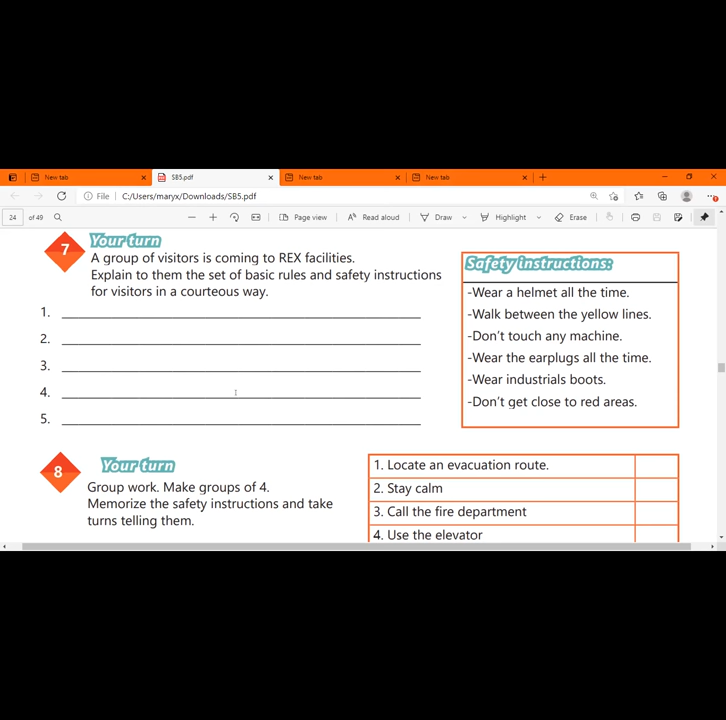 New tab
SB5.pdf
New tab
New tab
File C:/Users/maryx/Downloads/SB5.pdf
24 of 49
Page view
Read aloud
Draw
Highlight
Erase
7
Your turn
A group of visitors is coming to REX facilities.
Explain to them the set of basic rules and safety instructions
for visitors in a courteous way.
1.
2.
3.
4.
5.
Safety instructions:
-Wear a helmet all the time.
-Walk between the yellow lines.
-Don't touch any machine.
-Wear the earplugs all the time.
-Wear industrials boots.
-Don't get close to red areas.
8
Your turn
Group work. Make groups of 4.
Memorize the safety instructions and take
turns telling them.
1. Locate an evacuation route.
2. Stay calm
3. Call the fire department
4. Use the elevator